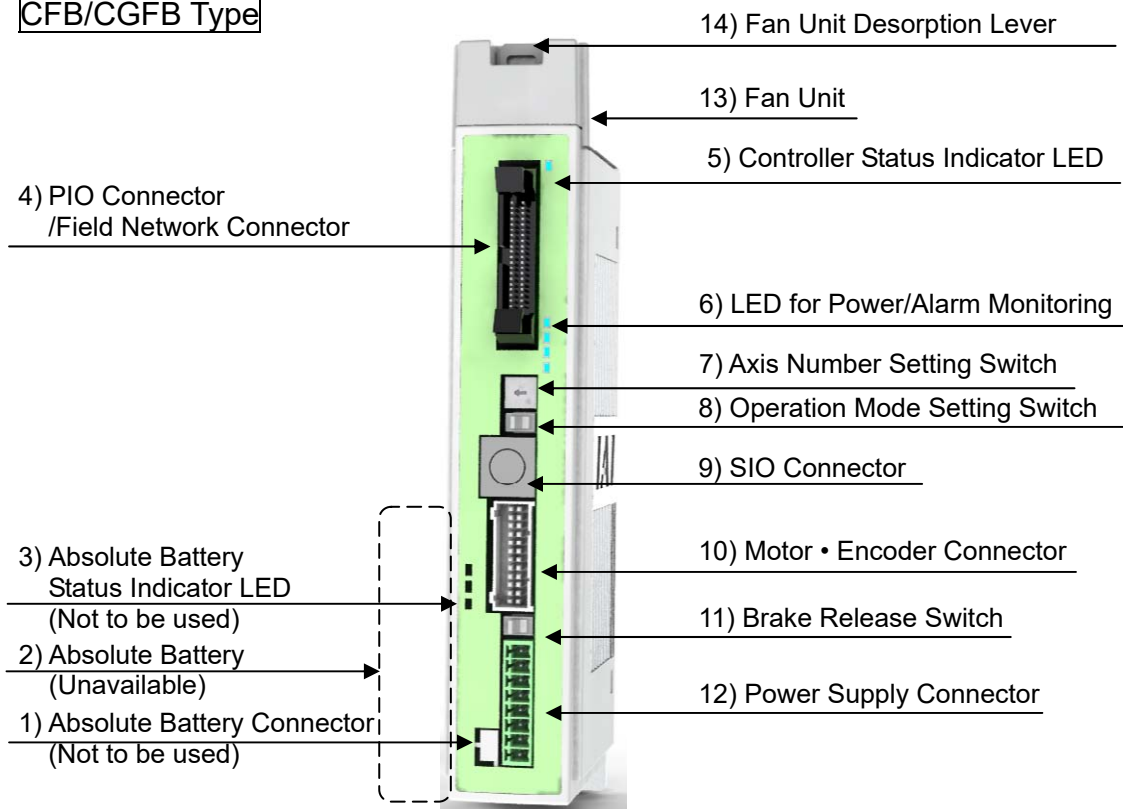 CFB/CGFB Type
14) Fan Unit Desorption Lever
13) Fan Unit
5) Controller Status Indicator LED
4) PIO Connector
/Field Network Connector
6) LED for Power/Alarm Monitoring
7) Axis Number Setting Switch
8) Operation Mode Setting Switch
9) SIO Connector
10) Motor • Encoder Connector
3) Absolute Battery
Status Indicator LED
(Not to be used)
11) Brake Release Switch
2) Absolute Battery
(Unavailable)
12) Power Supply Connector
1) Absolute Battery Connector
(Not to be used)